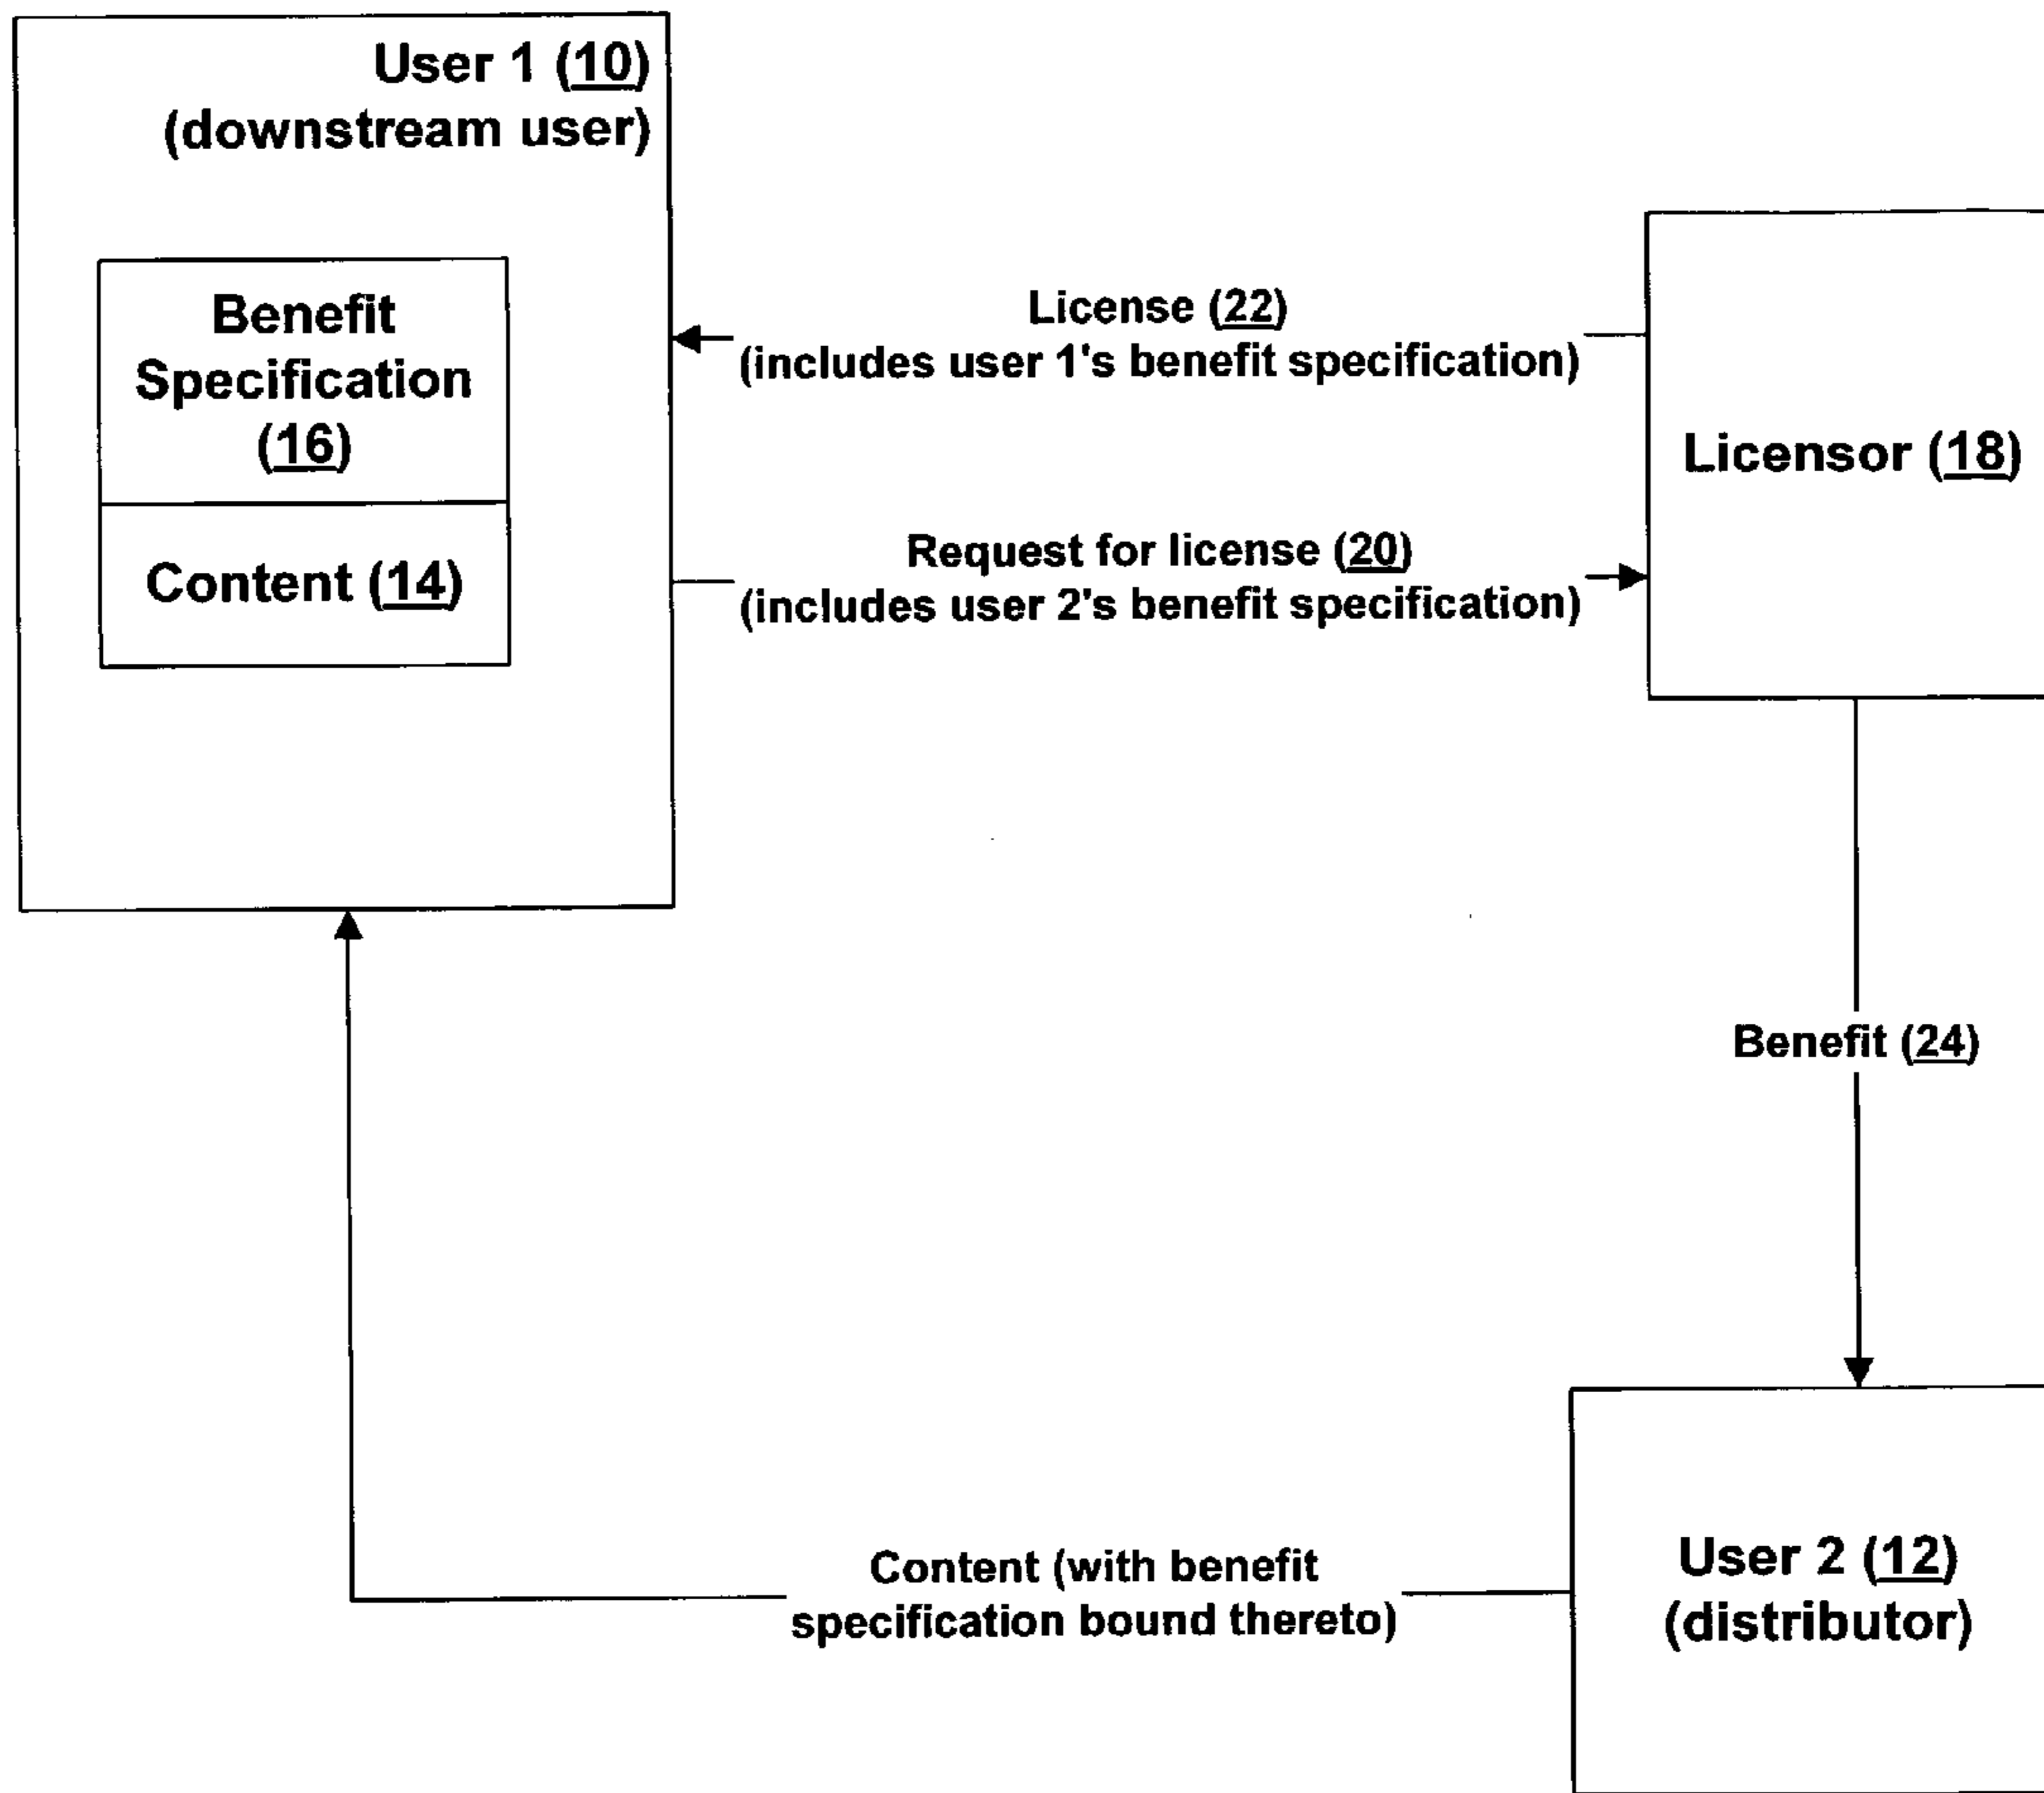 User 1 (10)
(downstream user)
Benefit
Specification
(16)
Content (14)
License (22)
(includes user 1's benefit specification)
Request for license (20)
(includes user 2's benefit specification)
Licensor (18)
Benefit (24)
Content (with benefit
specification bound thereto)
User 2 (12)
(distributor)